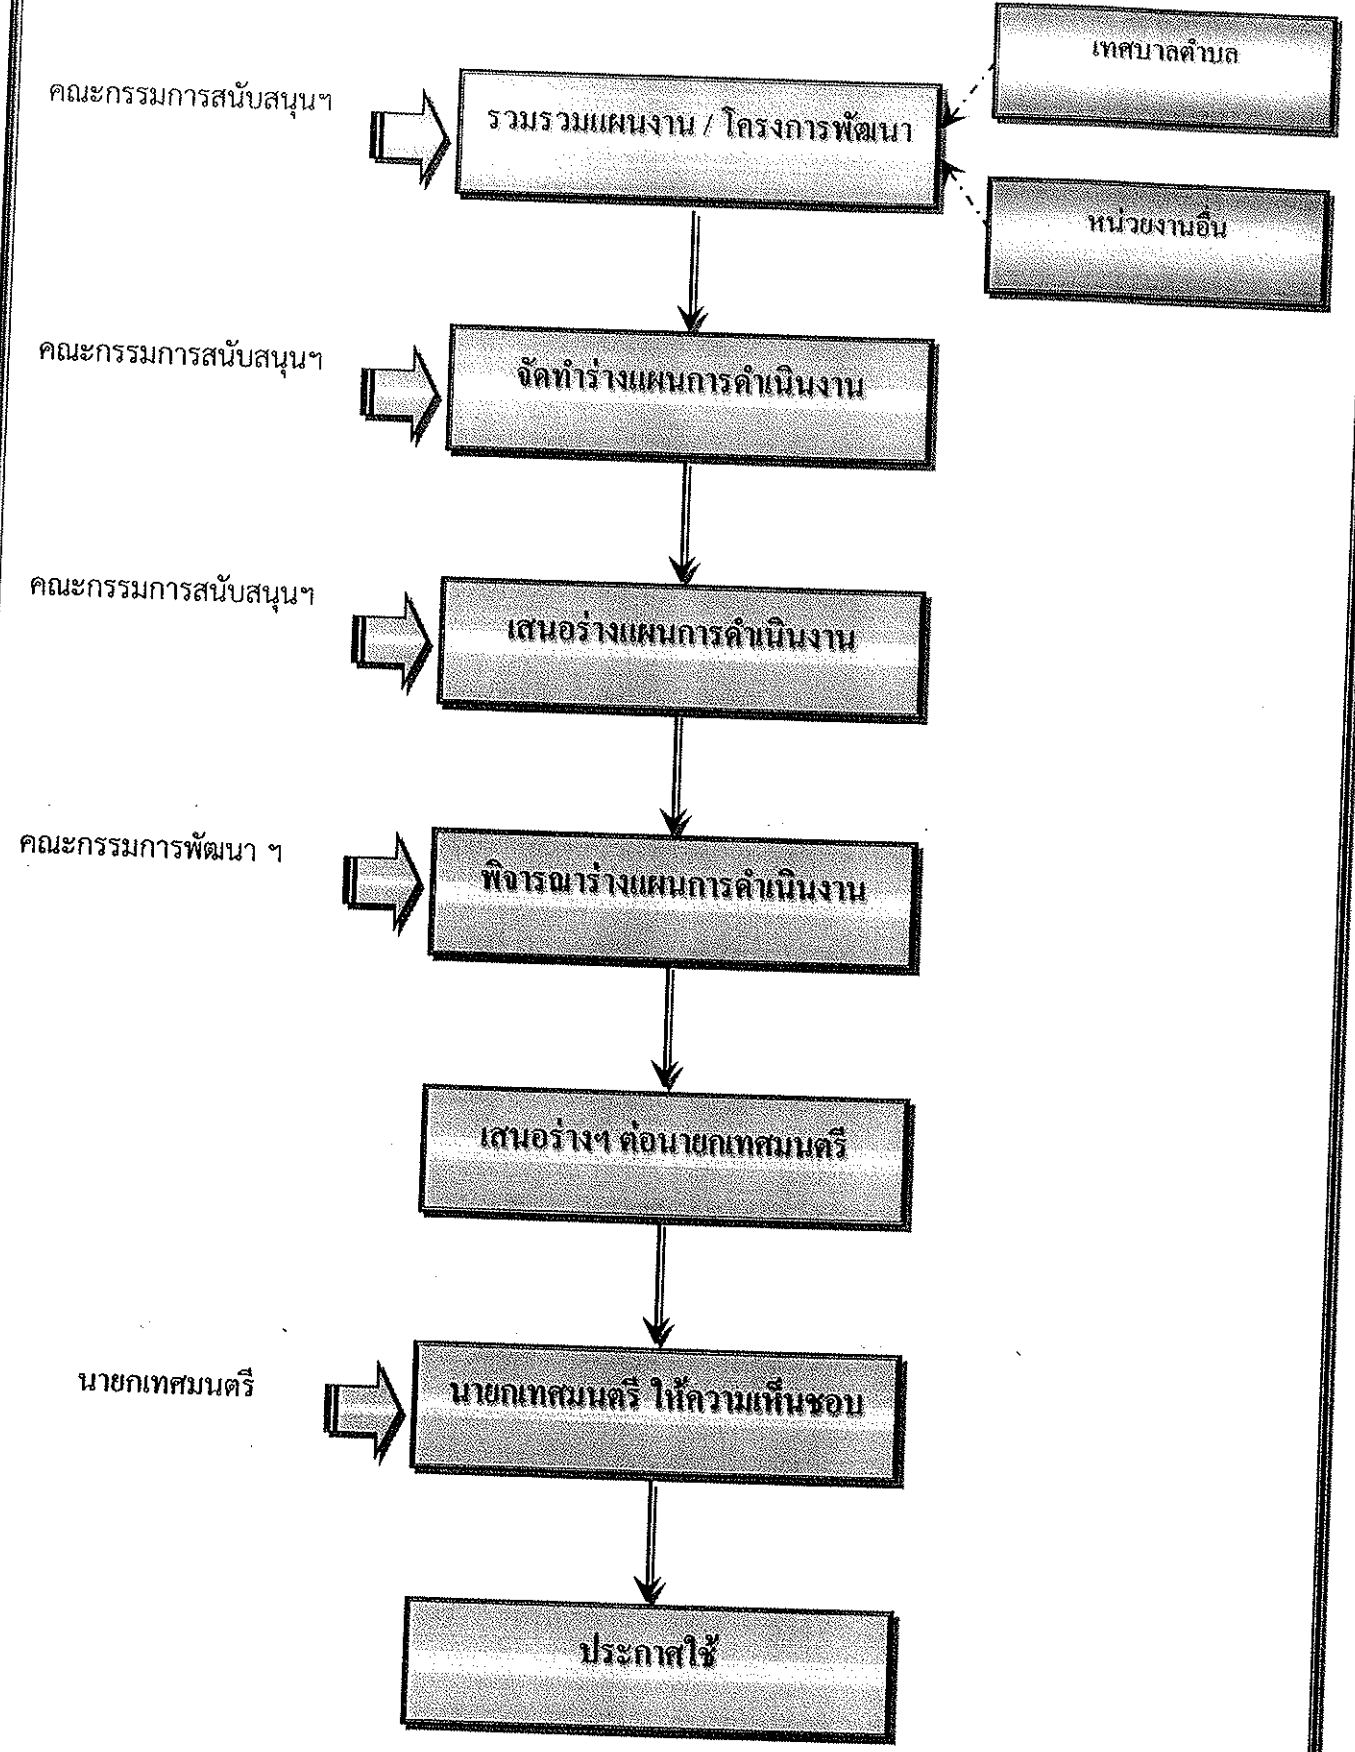 เทศบาลตำบล
คณะกรรมการสนับสนุนฯ
รวมรวมแผนงาน / โครงการพัฒนา
หน่วยงานอื่น
คณะกรรมการสนับสนุนฯ
จัดทำร่างแผนการดำเนินงาน
คณะกรรมการสนับสนุนฯ
เสนอร่างแผนการดำเนินงาน
คณะกรรมการพัฒนา ฯ
พิจารณาร่างแผนการดำเนินงาน
เสนอร่างฯ ต่อนายกเทศมนตรี
นายกเทศมนตรี
นายกเทศมนตรี ให้ความเห็นชอบ
ประกาศใช้